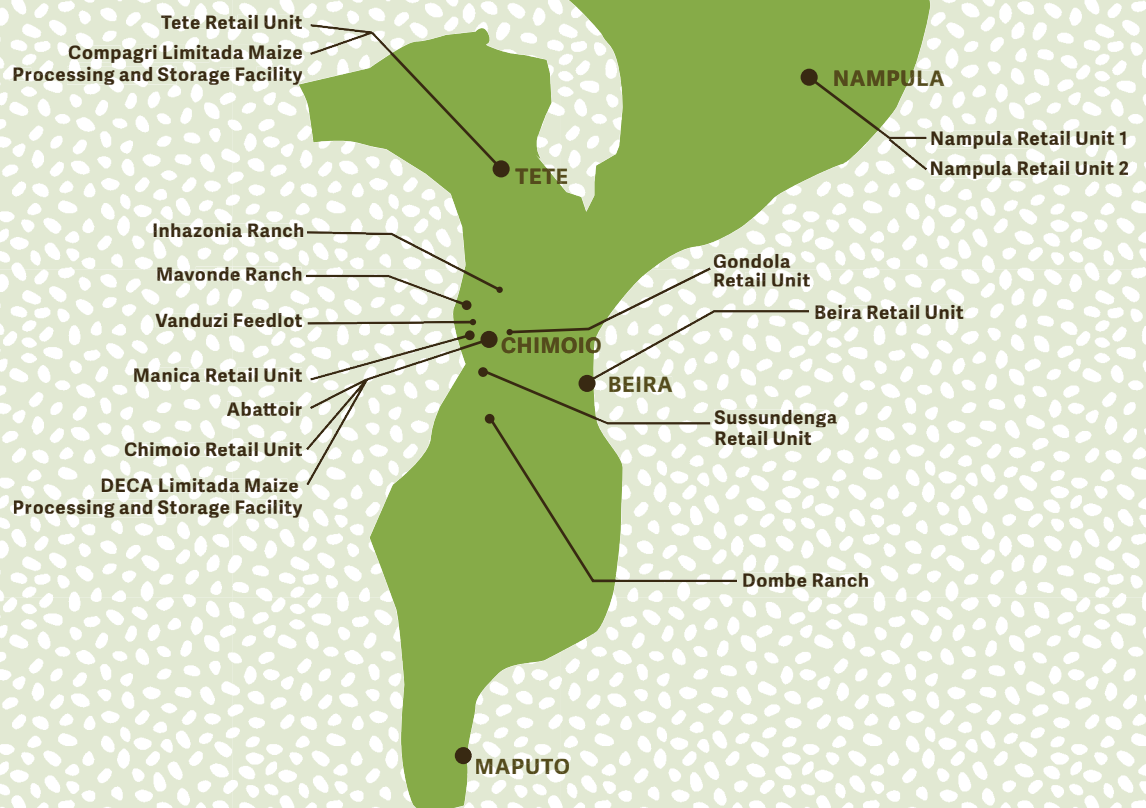 Tete Retail Unit
Compagri Limitada Maize
Processing and Storage Facility
NAMPULA
Nampula Retail Unit 1
Nampula Retail Unit 2
TETE
Inhazonia Ranch
Mavonde Ranch
Vanduzi Feedlot
Manica Retail Unit
Abattoir
Chimoio Retail Unit
DECA Limitada Maize
Processing and Storage Facility
CHIMOIO
Gondola
Retail Unit
Beira Retail Unit
BEIRA
Sussundenga
Retail Unit
Dombe Ranch
MAPUTO